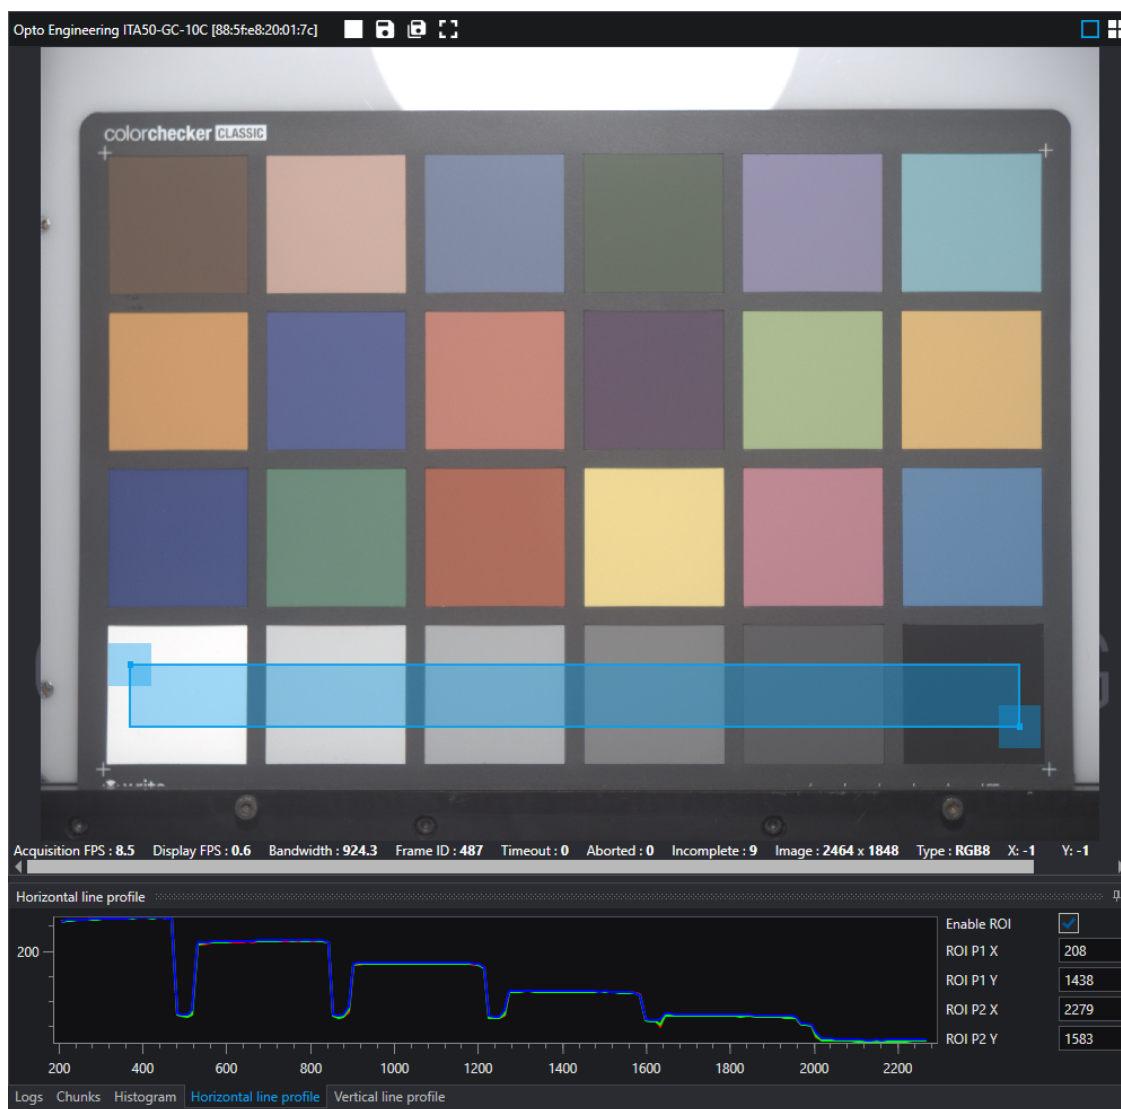 Opto Engineering ITA50-GC-10C [88:5f:e8:20:01:7c]
colorchecker CLASSIC
Acquisition FPS : 8.5 Display FPS : 0.6 Bandwidth : 924.3 Frame ID : 487 Timeout : 0 Aborted : 0 Incomplete : 9 Image : 2464 x 1848 Type : RGB8 X: -1 Y: -1
Horizontal line profile
Enable ROI
200
ROI P1 X 208
ROI P1 Y 1438
ROI P2 X 2279
ROI P2 Y 1583
200 400 600 800 1000 1200 1400 1600 1800 2000 2200
Logs Chunks Histogram Horizontal line profile Vertical line profile